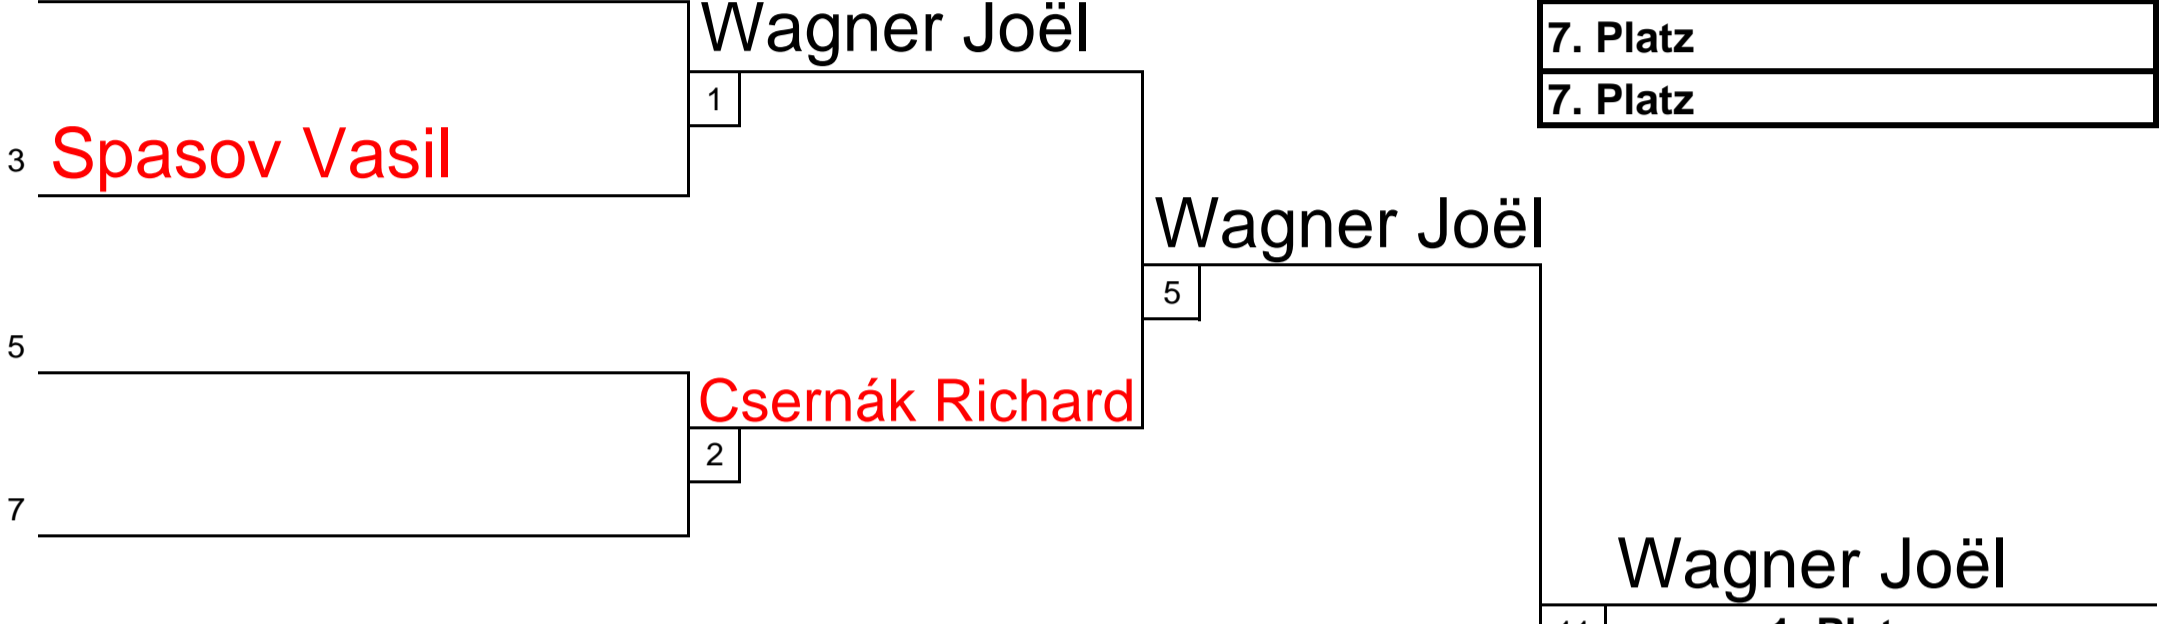 Wagner Joël
7. Platz
1
7. Platz
3 Spasov Vasil
Wagner Joël
5
5
Csernák Richard
2
7
Wagner Joël